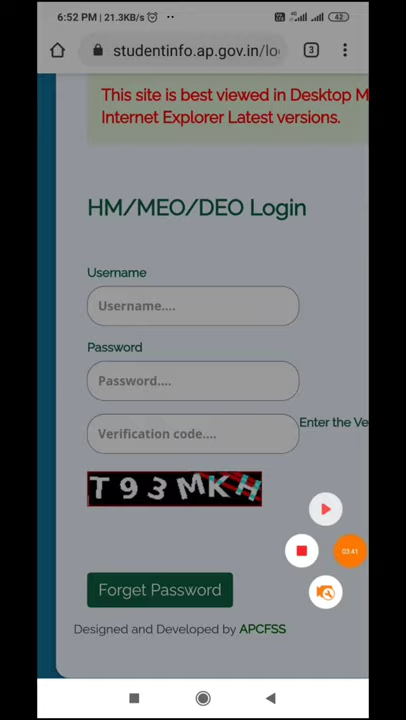 6:52 PM | 21.3KB/s
42
studentinfo.ap.gov.in/lo
3
This site is best viewed in Desktop M
Internet Explorer Latest versions.
HM/MEO/DEO Login
Username
Username....
Password
Password....
Verification code....
Enter the Ve
T93MKH
03:41
Forget Password
Designed and Developed by APCFSS